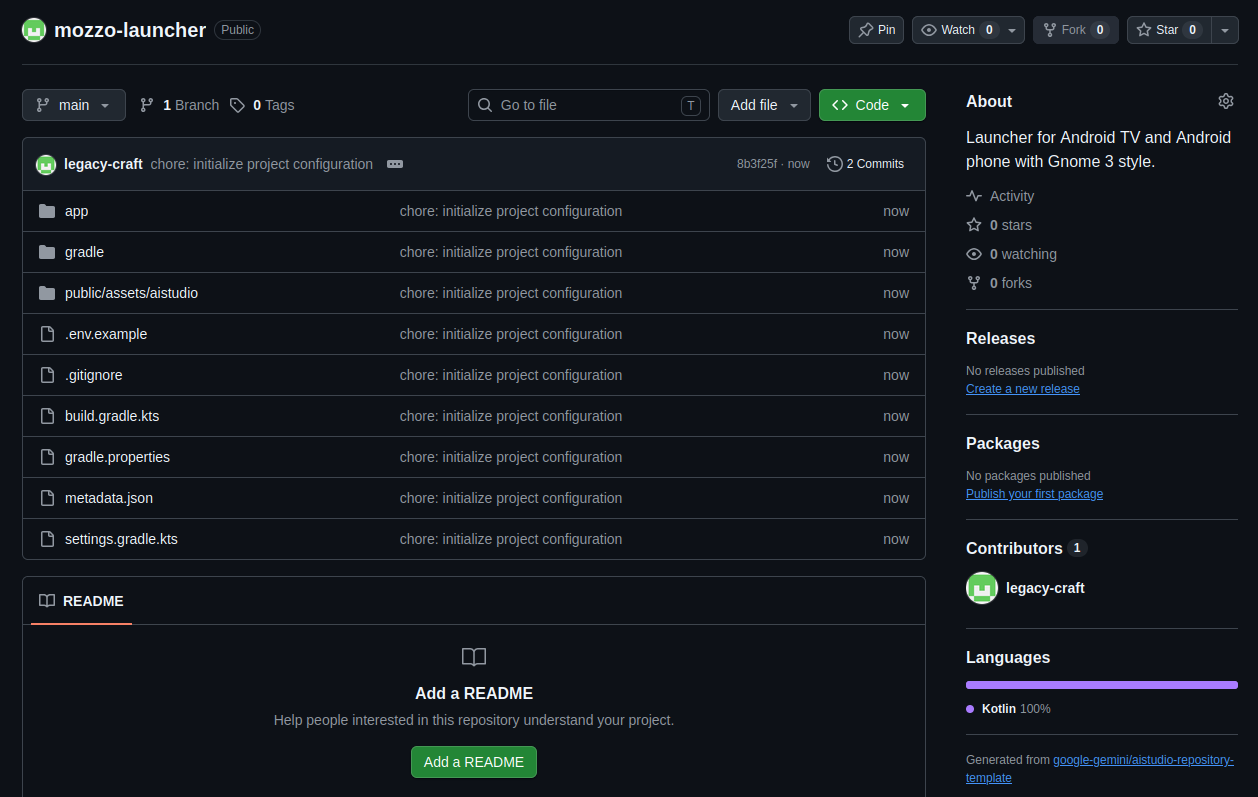 mozzo-launcher Public Pin Watch 0 Fork 0 Star 0
main 1 Branch 0 Tags Go to file T Add file Code
legacy-craft chore: initialize project configuration 8b3f25f · now 2 Commits
app chore: initialize project configuration now
gradle chore: initialize project configuration now
public/assets/aistudio chore: initialize project configuration now
.env.example chore: initialize project configuration now
.gitignore chore: initialize project configuration now
build.gradle.kts chore: initialize project configuration now
gradle.properties chore: initialize project configuration now
metadata.json chore: initialize project configuration now
settings.gradle.kts chore: initialize project configuration now
README
Add a README
Help people interested in this repository understand your project.
Add a README
About
Launcher for Android TV and Android
phone with Gnome 3 style.
Activity
0 stars
0 watching
0 forks
Releases
No releases published
Create a new release
Packages
No packages published
Publish your first package
Contributors 1
legacy-craft
Languages
Kotlin 100%
Generated from google-gemini/aistudio-repository-
template